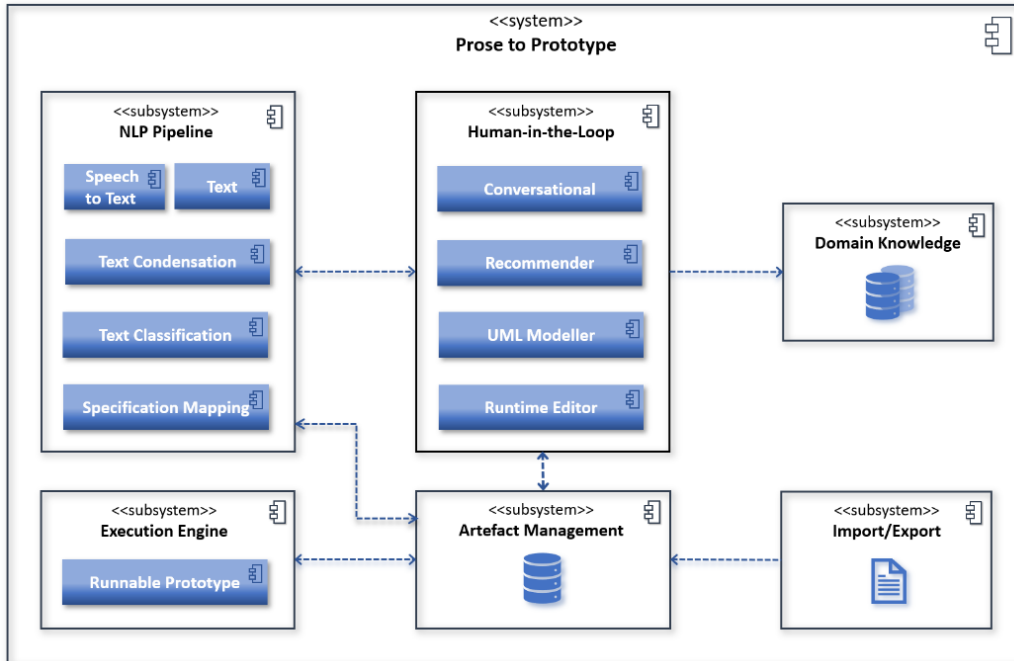 <<system>>
Prose to Prototype
<<subsystem>>
NLP Pipeline
Speech
to Text
Text
Text Condensation
Text Classification
Specification Mapping
<<subsystem>>
Human-in-the-Loop
Conversational
Recommender
UML Modeller
Runtime Editor
<<subsystem>>
Domain Knowledge
<<subsystem>>
Execution Engine
Runnable Prototype
<<subsystem>>
Artefact Management
<<subsystem>>
Import/Export